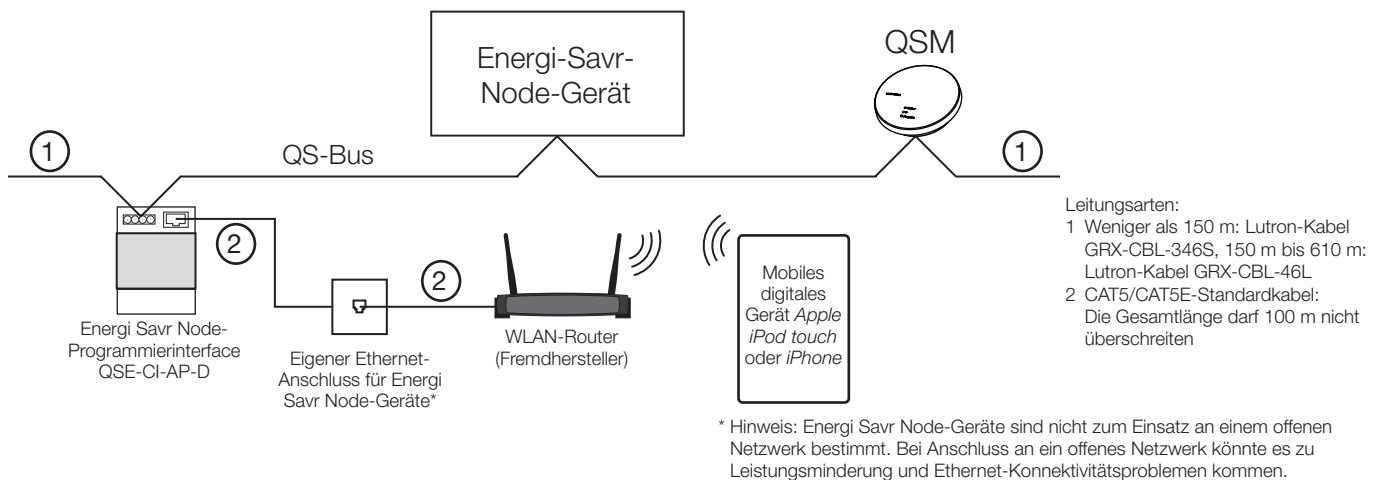 Energi-Savr-
Node-Gerät
QSM
1
QS-Bus
1
2
2
Energi Savr Node-
Programmierinterface
QSE-CI-AP-D
Eigener Ethernet-
Anschluss für Energi
Savr Node-Geräte*
WLAN-Router
(Fremdhersteller)
Mobiles
digitales
Gerät Apple
iPod touch
oder iPhone
Leitungsarten:
1 Weniger als 150 m: Lutron-Kabel
GRX-CBL-346S, 150 m bis 610 m:
Lutron-Kabel GRX-CBL-46L
2 CAT5/CAT5E-Standardkabel:
Die Gesamtlänge darf 100 m nicht
überschreiten
* Hinweis: Energi Savr Node-Geräte sind nicht zum Einsatz an einem offenen
Netzwerk bestimmt. Bei Anschluss an ein offenes Netzwerk könnte es zu
Leistungsminderung und Ethernet-Konnektivitätsproblemen kommen.